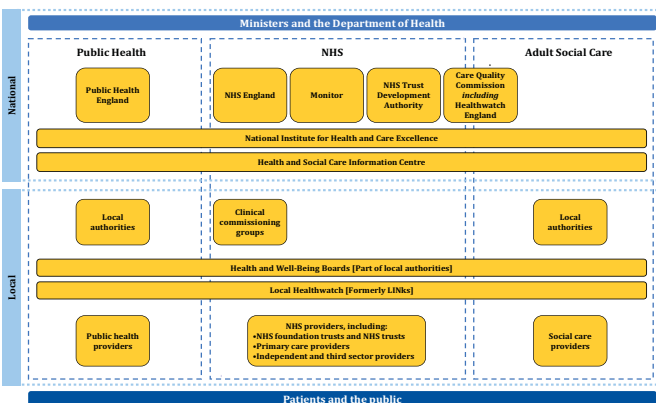 Ministers and the Department of Health
Public Health
NHS
Adult Social Care
National
Public Health
England
NHS England
Monitor
NHS Trust
Development
Authority
Care Quality
Commission
including
Healthwatch
England
National Institute for Health and Care Excellence
Health and Social Care Information Centre
Local
Local
authorities
Clinical
commissioning
groups
Local
authorities
Health and Well-Being Boards [Part of local authorities]
Local Healthwatch [Formerly LINks]
Public health
providers
NHS providers, including:
•NHS foundation trusts and NHS trusts
•Primary care providers
•Independent and third sector providers
Social care
providers
Patients and the public